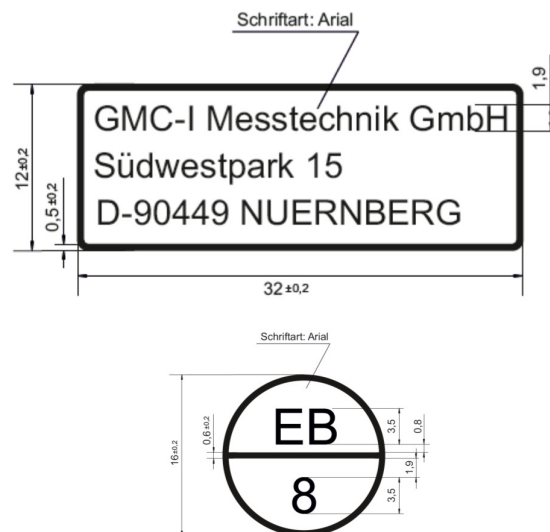 Schriftart: Arial
1,9
GMC-I Messtechnik GmbH
Südwestpark 15
D-90449 NUERNBERG
12±0,2
0,5±0,2
32±0,2
Schriftart: Arial
16±0,2
0,6±0,2
EB
3,5
0,8
1,9
8
3,5